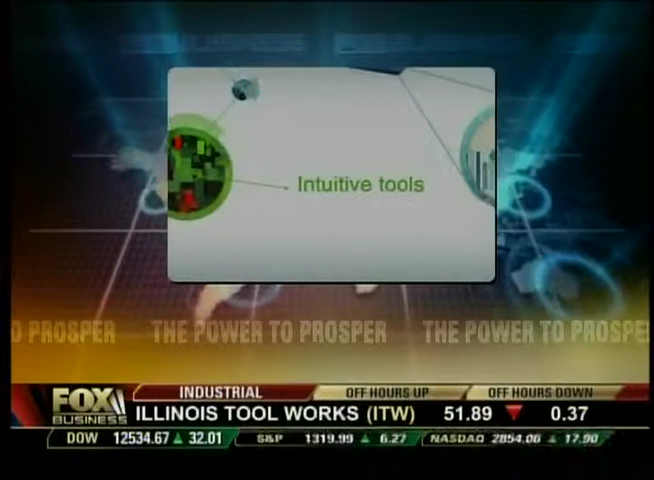 Intuitive tools
O PROSPER THE POWER TO PROSPER THE POWER TO PROSPE
INDUSTRIAL OFF HOURS UP OFF HOURS DOWN
FOX
BUSINESS
ILLINOIS TOOL WORKS (ITW) 51.89 ▼ 0.37
DOW 12534.67 ▲ 32.01 S&P 1319.99 ▲ 6.27 NASDAQ 2854.06 ▲ 17.90